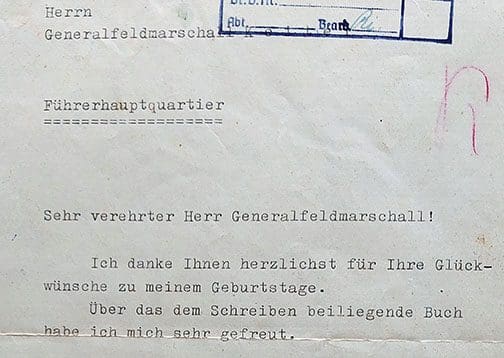 Herrn
Generalfeldmarschall K e i t e l
Abt. Bearb.
Führerhauptquartier
===================
Sehr verehrter Herr Generalfeldmarschall!
Ich danke Ihnen herzlichst für Ihre Glück-
wünsche zu meinem Geburtstage.
Über das dem Schreiben beiliegende Buch
habe ich mich sehr gefreut.